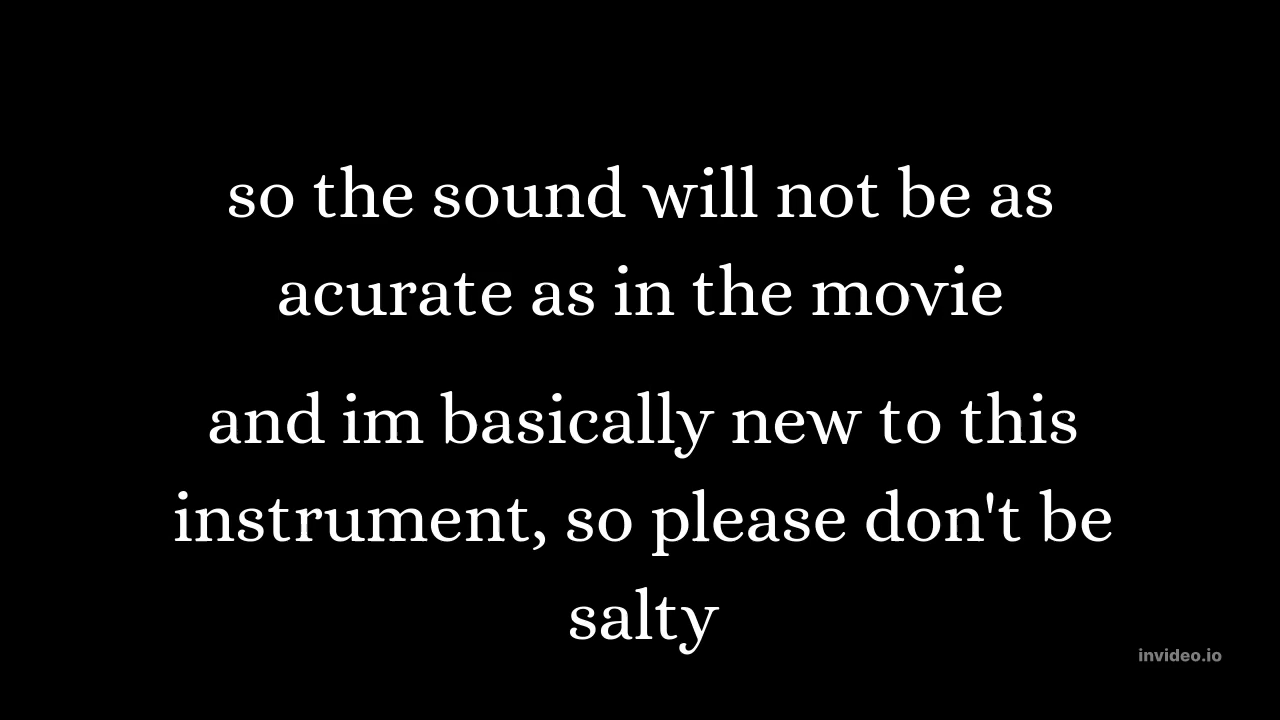 so the sound will not be as
acurate as in the movie
and im basically new to this
instrument, so please don't be
salty
invideo.io